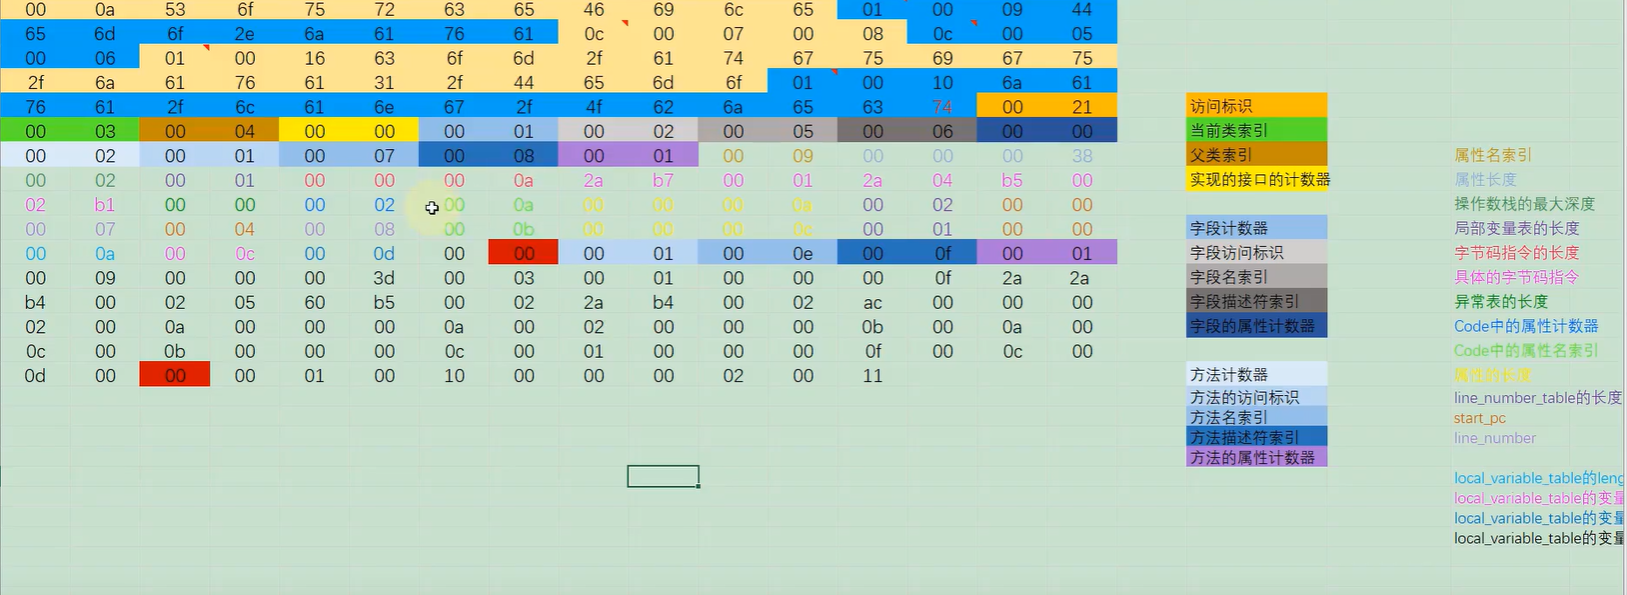 00 0a 53 6f 75 72 63 65 46 69 6c 65 01 00 09 44
65 6d 6f 2e 6a 61 76 61 0c 00 07 00 08 0c 00 05
00 06 01 00 16 63 6f 6d 2f 61 74 67 75 69 67 75
2f 6a 61 76 61 31 2f 44 65 6d 6f 01 00 10 6a 61
76 61 2f 6c 61 6e 67 2f 4f 62 6a 65 63 74 00 21 访问标识
00 03 00 04 00 00 00 01 00 02 00 05 00 06 00 00 当前类索引
00 02 00 01 00 07 00 08 00 01 00 09 00 00 00 38 父类索引 属性名索引
00 02 00 01 00 00 00 0a 2a b7 00 01 2a 04 b5 00 实现的接口的计数器 属性长度
02 b1 00 00 00 02 00 0a 00 00 00 0a 00 02 00 00 操作数栈的最大深度
00 07 00 04 00 08 00 0b 00 00 00 0c 00 01 00 00 字段计数器 局部变量表的长度
00 0a 00 0c 00 0d 00 00 00 01 00 0e 00 0f 00 01 字段访问标识 字节码指令的长度
00 09 00 00 00 3d 00 03 00 01 00 00 00 0f 2a 2a 字段名索引 具体的字节码指令
b4 00 02 05 60 b5 00 02 2a b4 00 02 ac 00 00 00 字段描述符索引 异常表的长度
02 00 0a 00 00 00 0a 00 02 00 00 00 0b 00 0a 00 字段的属性计数器 Code中的属性计数器
0c 00 0b 00 00 00 0c 00 01 00 00 00 0f 00 0c 00 Code中的属性名索引
0d 00 00 00 01 00 10 00 00 00 02 00 11 方法计数器 属性的长度
方法的访问标识 line_number_table的长度
方法名索引 start_pc
方法描述符索引 line_number
方法的属性计数器
local_variable_table的leng
local_variable_table的变
local_variable_table的变
local_variable_table的变